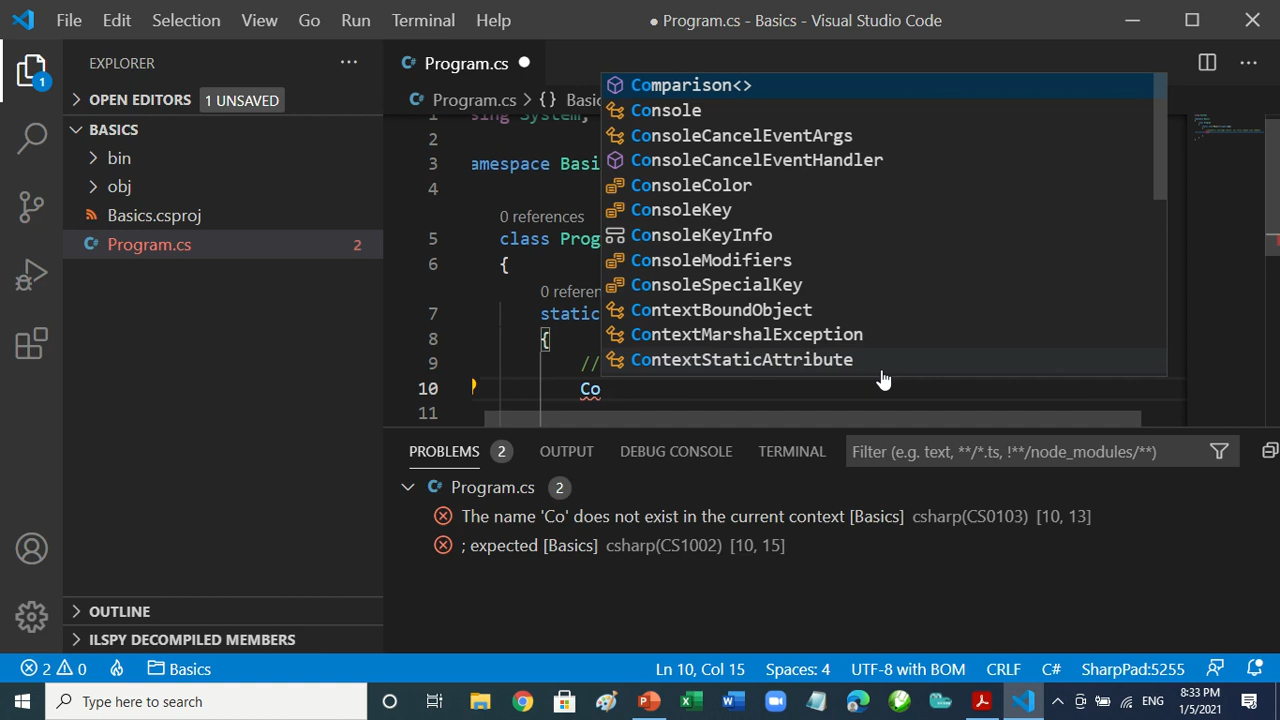 File Edit Selection View Go Run Terminal Help ● Program.cs - Basics - Visual Studio Code
EXPLORER ...
Program.cs ●
1
OPEN EDITORS 1 UNSAVED
Program.cs > {} Basic
BASICS
bin
obj
Basics.csproj
Program.cs 2
1 sing System;
2
3 amespace Basi
4
0 references
5 class Prog
6 {
0 referen
7 static
8 {
9 //
10 Co
11
Comparison<>
Console
ConsoleCancelEventArgs
ConsoleCancelEventHandler
ConsoleColor
ConsoleKey
ConsoleKeyInfo
ConsoleModifiers
ConsoleSpecialKey
ContextBoundObject
ContextMarshalException
ContextStaticAttribute
PROBLEMS 2 OUTPUT DEBUG CONSOLE TERMINAL Filter (e.g. text, **/*.ts, !**/node_modules/**)
Program.cs 2
The name 'Co' does not exist in the current context [Basics] csharp(CS0103) [10, 13]
; expected [Basics] csharp(CS1002) [10, 15]
OUTLINE
ILSPY DECOMPILED MEMBERS
2 0 Basics Ln 10, Col 15 Spaces: 4 UTF-8 with BOM CRLF C# SharpPad:5255
Type here to search ENG 8:33 PM
1/5/2021